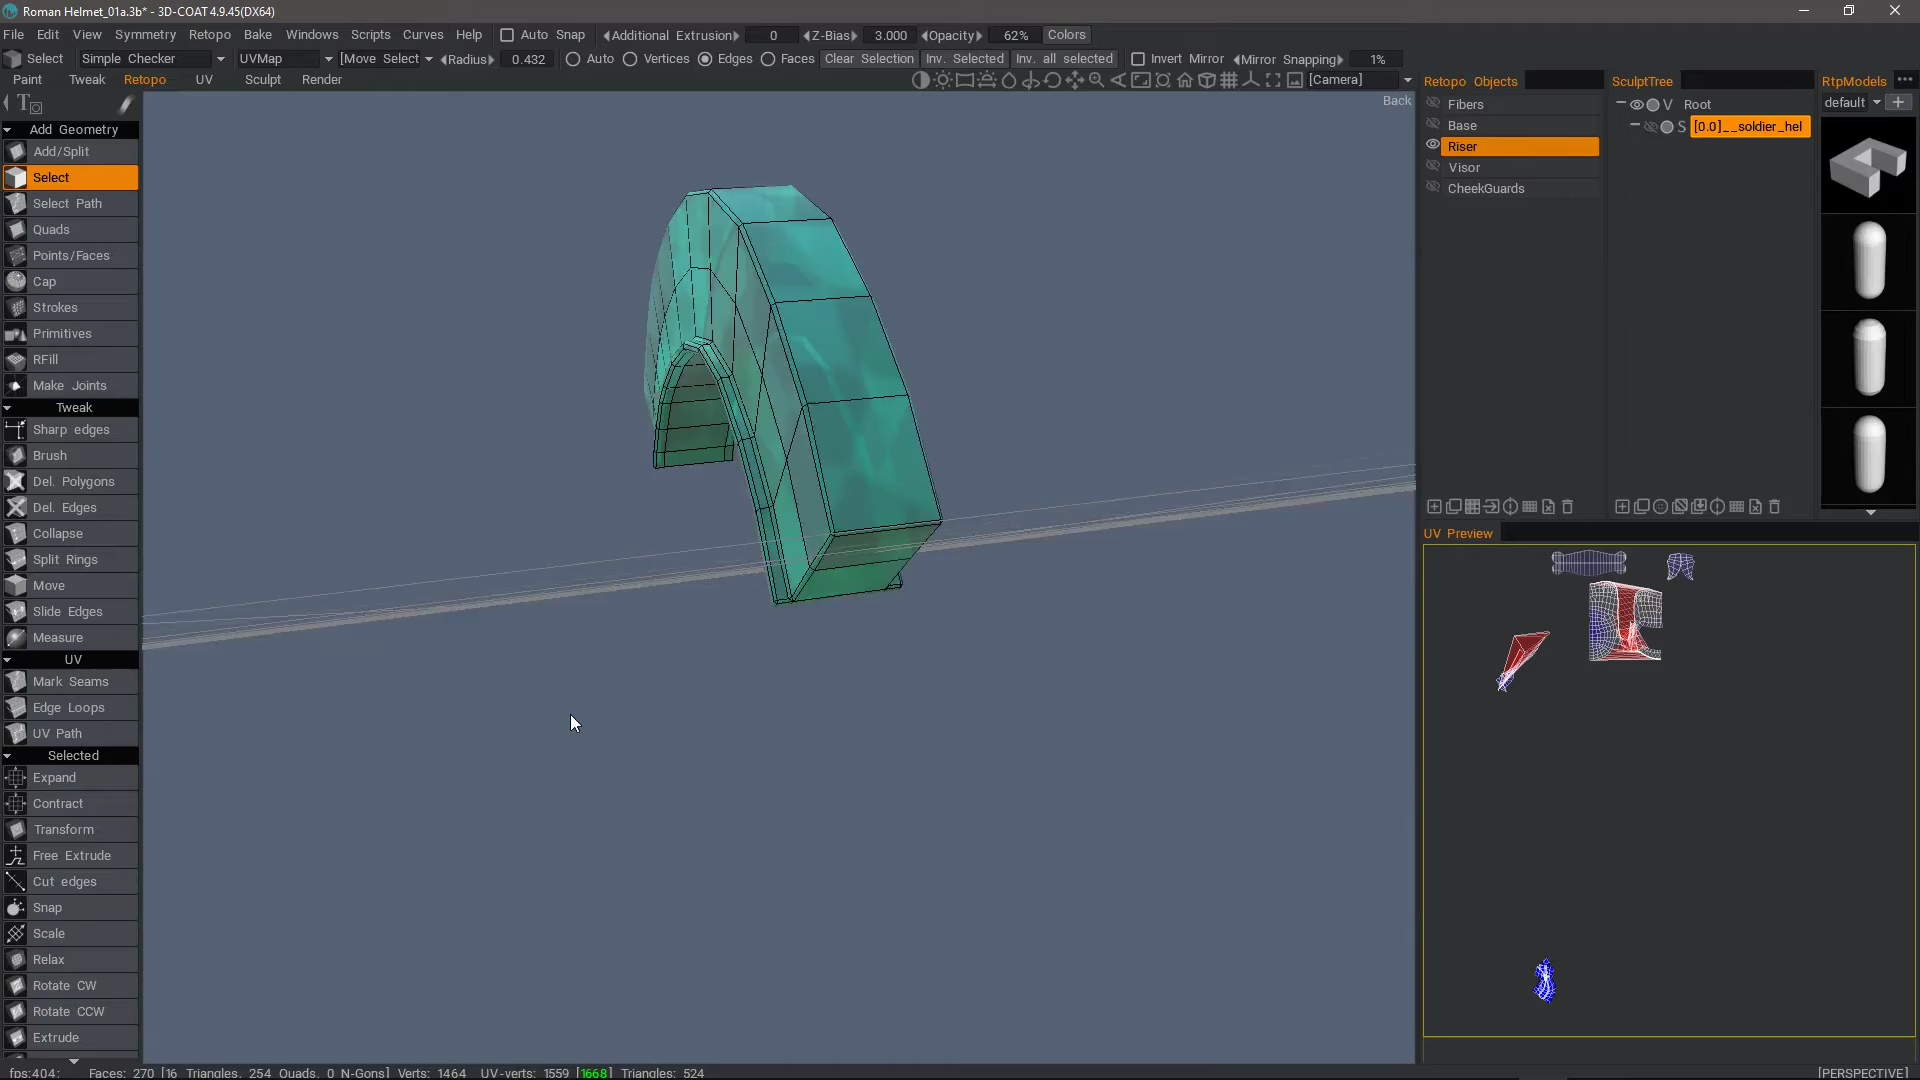 Roman Helmet_01a.3b* - 3D-COAT 4.9.45(DX64)
File Edit View Symmetry Retopo Bake Windows Scripts Curves Help Auto Snap Additional Extrusion 0 Z-Bias 3.000 Opacity 62% Colors
Select Simple Checker UVMap [Move Select Radius 0.432 Auto Vertices Edges Faces Clear Selection Inv. Selected Inv. all selected Invert Mirror Mirror Snapping 1%
Paint Tweak Retopo UV Sculpt Render [Camera]
Back
Add Geometry
Add/Split
Select
Select Path
Quads
Points/Faces
Cap
Strokes
Primitives
RFill
Make Joints
Tweak
Sharp edges
Brush
Del. Polygons
Del. Edges
Collapse
Split Rings
Move
Slide Edges
Measure
UV
Mark Seams
Edge Loops
UV Path
Selected
Expand
Contract
Transform
Free Extrude
Cut edges
Snap
Scale
Relax
Rotate CW
Rotate CCW
Extrude
Retopo Objects
Fibers
Base
Riser
Visor
CheekGuards
SculptTree
V Root
S [0.0]__soldier_hel
RtpModels
default
UV Preview
fps:404; Faces: 270 [16 Triangles, 254 Quads, 0 N-Gons] Verts: 1464 UV-verts: 1559 [1668] Triangles: 524 [PERSPECTIVE]